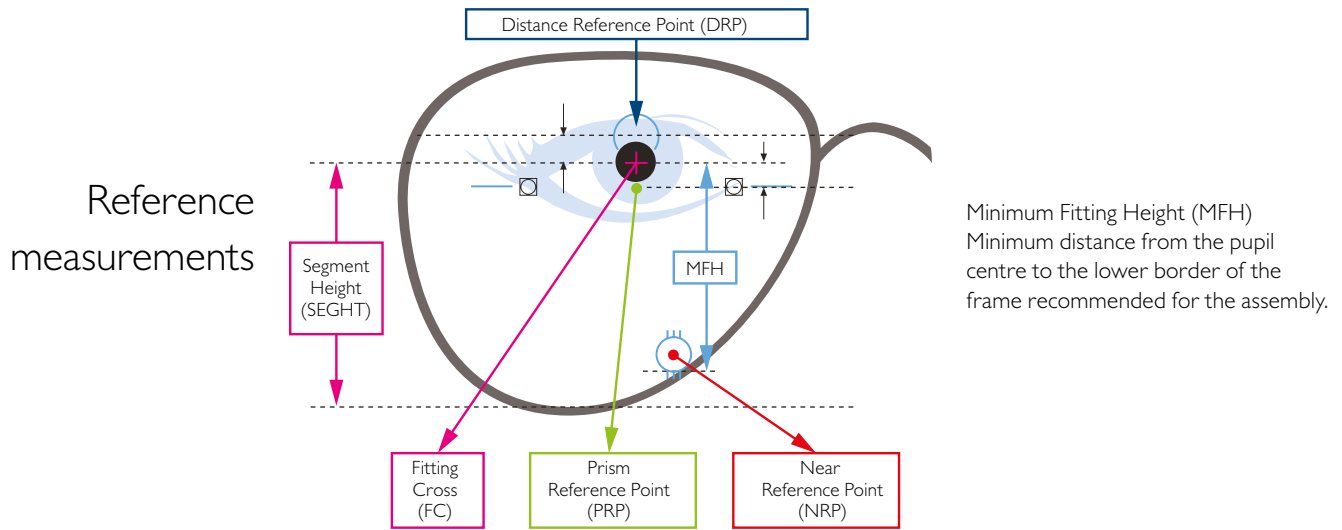 Distance Reference Point (DRP)
Reference
measurements
Segment
Height
(SEGHT)
MFH
Minimum Fitting Height (MFH)
Minimum distance from the pupil
centre to the lower border of the
frame recommended for the assembly.
Fitting
Cross
(FC)
Prism
Reference Point
(PRP)
Near
Reference Point
(NRP)